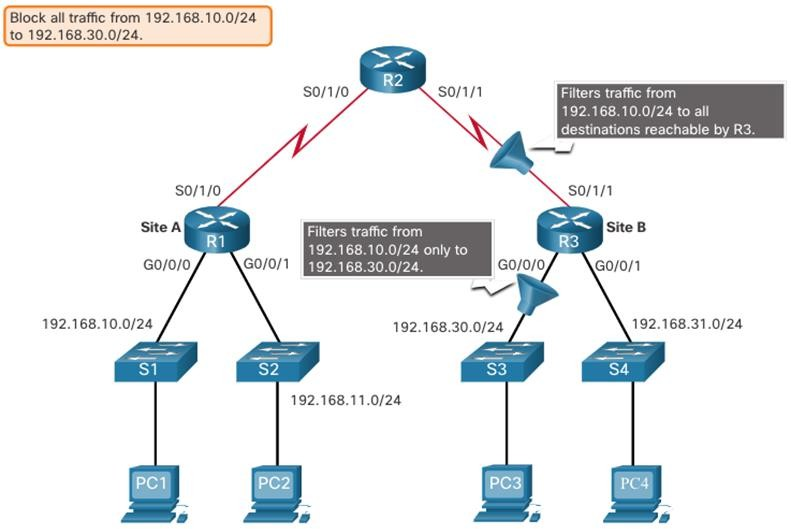 Block all traffic from 192.168.10.0/24
to 192.168.30.0/24.
R2
S0/1/0
S0/1/1
Filters traffic from
192.168.10.0/24 to all
destinations reachable by R3.
S0/1/0
S0/1/1
Site A
R1
Filters traffic from
192.168.10.0/24 only to
192.168.30.0/24.
R3
Site B
G0/0/0
G0/0/1
G0/0/0
G0/0/1
192.168.10.0/24
192.168.30.0/24
192.168.31.0/24
S1
S2
S3
S4
192.168.11.0/24
PC1
PC2
PC3
PC4